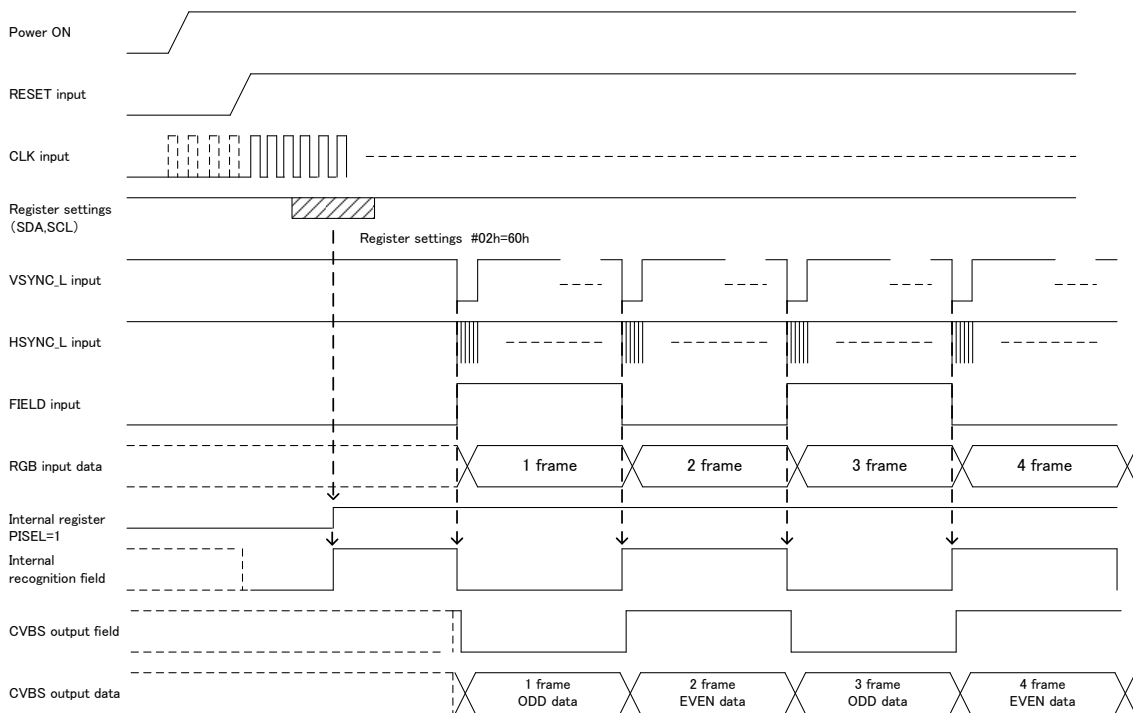 Power ON
RESET input
CLK input
Register settings
（SDA,SCL）
Register settings #02h=60h
VSYNC_L input
HSYNC_L input
FIELD input
RGB input data
1 frame
2 frame
3 frame
4 frame
Internal register
PISEL=1
Internal
recognition field
CVBS output field
CVBS output data
1 frame
ODD data
2 frame
EVEN data
3 frame
ODD data
4 frame
EVEN data